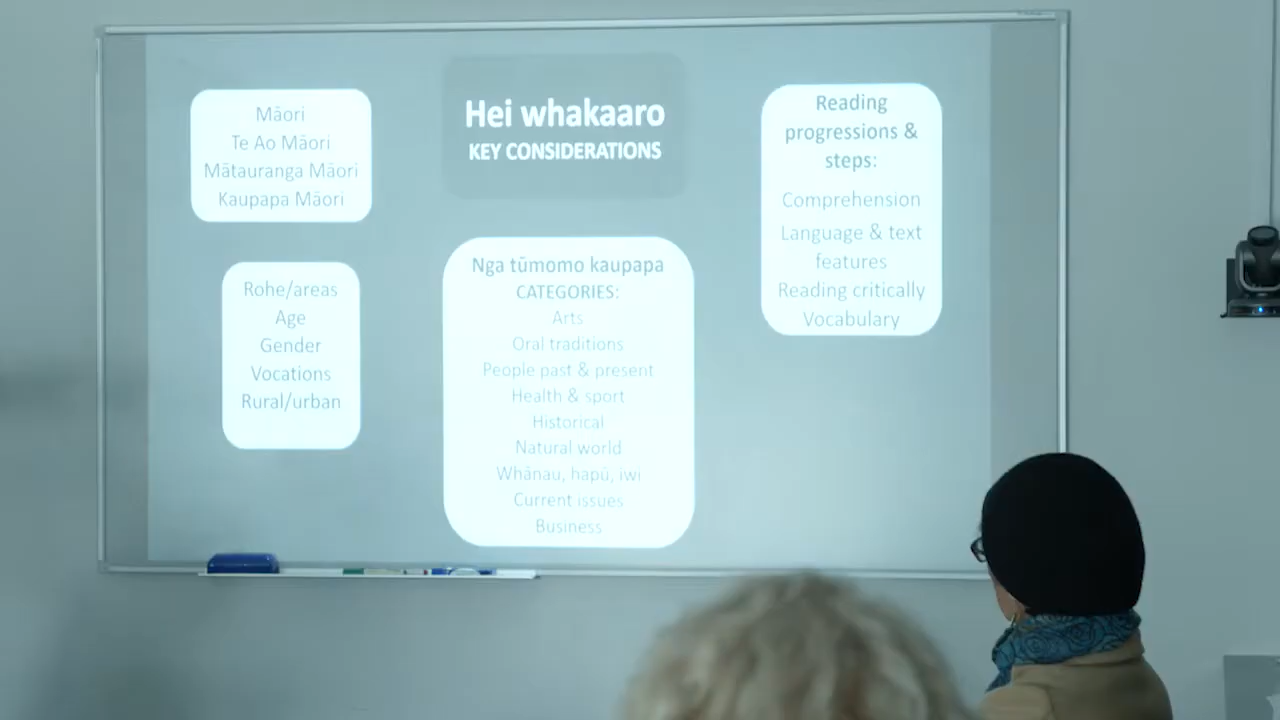 Māori
Te Ao Māori
Mātauranga Māori
Kaupapa Māori
Rohe/areas
Age
Gender
Vocations
Rural/urban
Hei whakaaro
KEY CONSIDERATIONS
Nga tūmomo kaupapa
CATEGORIES:
Arts
Oral traditions
People past & present
Health & sport
Historical
Natural world
Whānau, hapū, iwi
Current issues
Business
Reading
progressions &
steps:
Comprehension
Language & text
features
Reading critically
Vocabulary